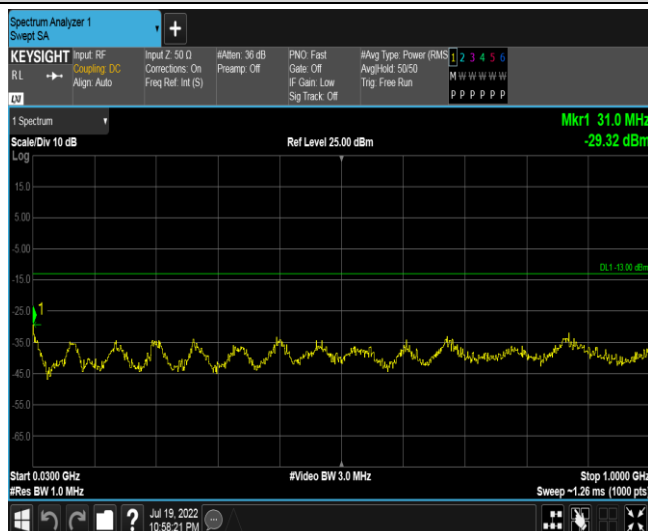 Spectrum Analyzer 1
Swept SA
KEYSIGHT
RL
Input: RF
Coupling: DC
Align: Auto
Input Z: 50 Ω
Corrections: On
Freq Ref: Int (S)
#Atten: 36 dB
Preamp: Off
PNO: Fast
Gate: Off
IF Gain: Low
Sig Track: Off
#Avg Type: Power (RMS
Avg|Hold: 50/50
Trig: Free Run
1 2 3 4 5 6
M W W W W W
P P P P P P
LXI
1 Spectrum
Mkr1 31.0 MHz
Scale/Div 10 dB
Ref Level 25.00 dBm
-29.32 dBm
Log
15.0
5.00
-5.00
DL1 -13.00 dBm
-15.0
-25.0
1
-35.0
-45.0
-55.0
-65.0
Start 0.0300 GHz
#Video BW 3.0 MHz
Stop 1.0000 GHz
#Res BW 1.0 MHz
Sweep ~1.26 ms (1000 pts)
?
Jul 19, 2022
10:58:21 PM